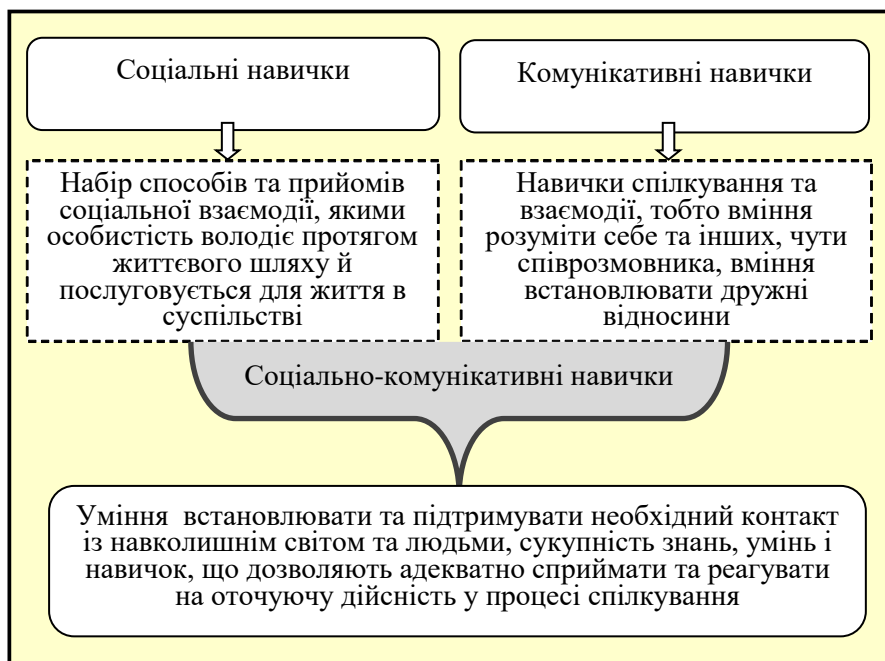 Соціальні навички
Комунікативні навички
Набір способів та прийомів
соціальної взаємодії, якими
особистість володіє протягом
життєвого шляху й
послуговується для життя в
суспільстві
Навички спілкування та
взаємодії, тобто вміння
розуміти себе та інших, чути
співрозмовника, вміння
встановлювати дружні
відносини
Соціально-комунікативні навички
Уміння встановлювати та підтримувати необхідний контакт
із навколишнім світом та людьми, сукупність знань, умінь і
навичок, що дозволяють адекватно сприймати та реагувати
на оточуючу дійсність у процесі спілкування